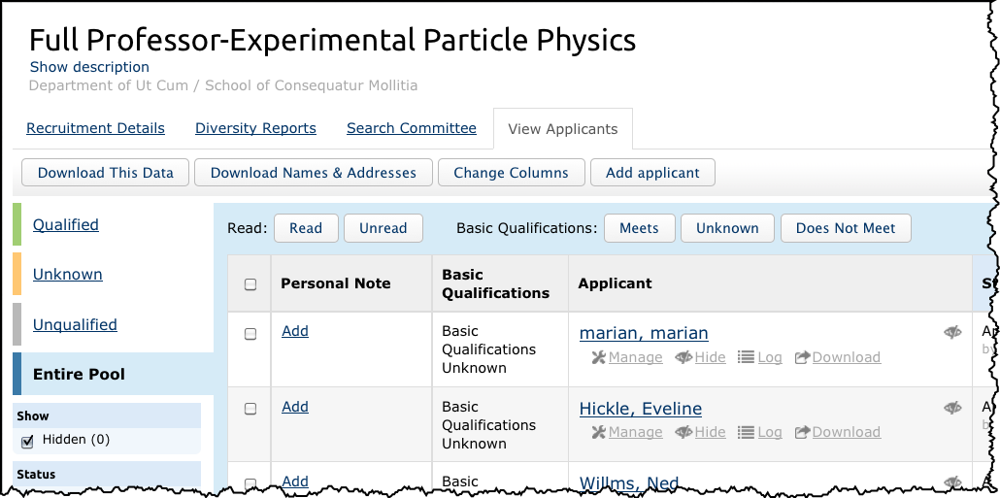 Full Professor-Experimental Particle Physics
Show description
Department of Ut Cum / School of Consequatur Mollitia
Recruitment Details Diversity Reports Search Committee View Applicants
Download This Data Download Names & Addresses Change Columns Add applicant
Qualified
Unknown
Unqualified
Entire Pool
Show
Hidden (0)
Status
Read: Read Unread Basic Qualifications: Meets Unknown Does Not Meet
Personal Note Basic Qualifications Applicant
Add Basic Qualifications Unknown marian, marian
Manage Hide Log Download
Add Basic Qualifications Unknown Hickle, Eveline
Manage Hide Log Download
Add Basic Willms, Ned